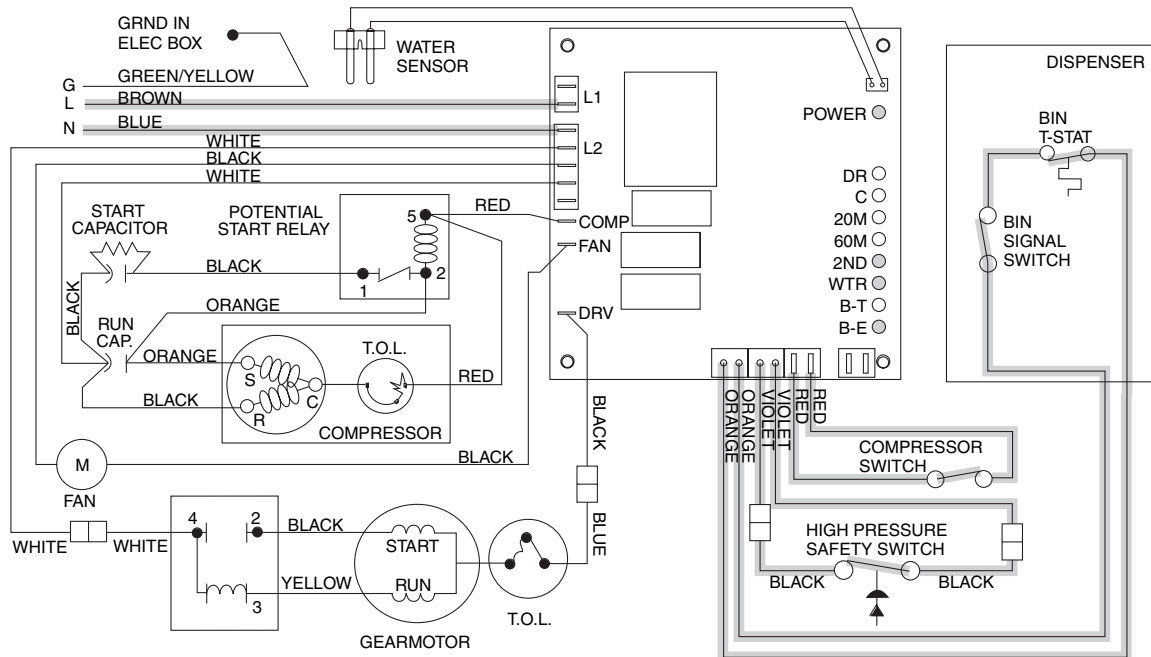 GRND IN
ELEC BOX
WATER
SENSOR
DISPENSER
G
GREEN/YELLOW
L
BROWN
L1
POWER
N
BLUE
BIN
T-STAT
WHITE
L2
BLACK
WHITE
DR
C
START
CAPACITOR
POTENTIAL
START RELAY
5
RED
COMP
20M
BIN
SIGNAL
SWITCH
FAN
60M
BLACK
1
2
2ND
WTR
ORANGE
DRV
B-T
BLACK
RUN
CAP.
B-E
ORANGE
T.O.L.
S
C
RED
BLACK
R
COMPRESSOR
BLACK
ORANGE
ORANGE
VIOLET
VIOLET
RED
RED
COMPRESSOR
SWITCH
M
BLACK
FAN
4
2
BLACK
START
HIGH PRESSURE
SAFETY SWITCH
WHITE
WHITE
BLUE
YELLOW
RUN
BLACK
BLACK
3
T.O.L.
GEARMOTOR